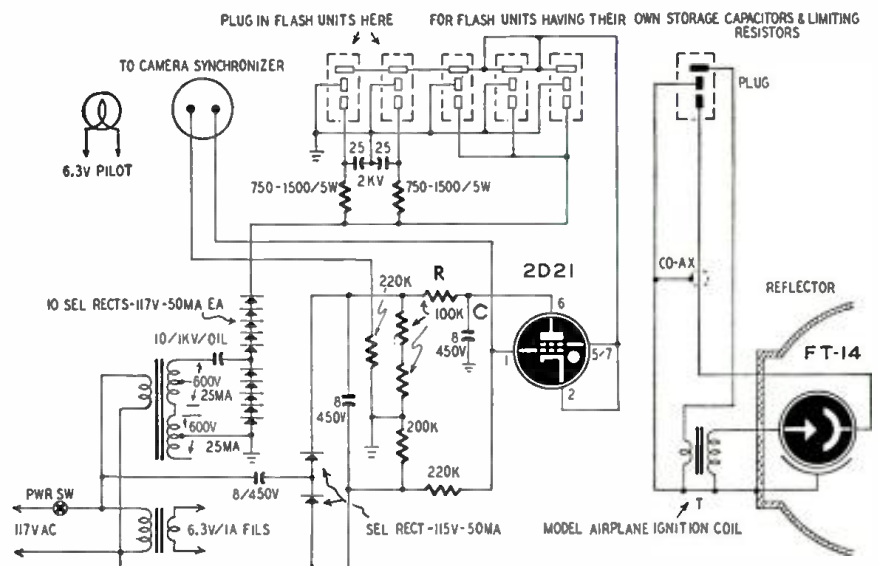 PLUG IN FLASH UNITS HERE
FOR FLASH UNITS HAVING THEIR OWN STORAGE CAPACITORS & LIMITING
RESISTORS
TO CAMERA SYNCHRONIZER
PLUG
6.3V PILOT
25 25
2KV
750-1500/5W
750-1500/5W
CO-AX
REFLECTOR
220K
R
2D21
10 SEL RECTS-117V-50MA EA
100K
C
6
10/1KV/OIL
8
450V
FT-14
1
5/7
600V
25MA
2
8
450V
600V
200K
25MA
220K
8/450V
PWR SW
T
117VAC
6.3V/1A FILS
SEL RECT-115V-50MA
MODEL AIRPLANE IGNITION COIL